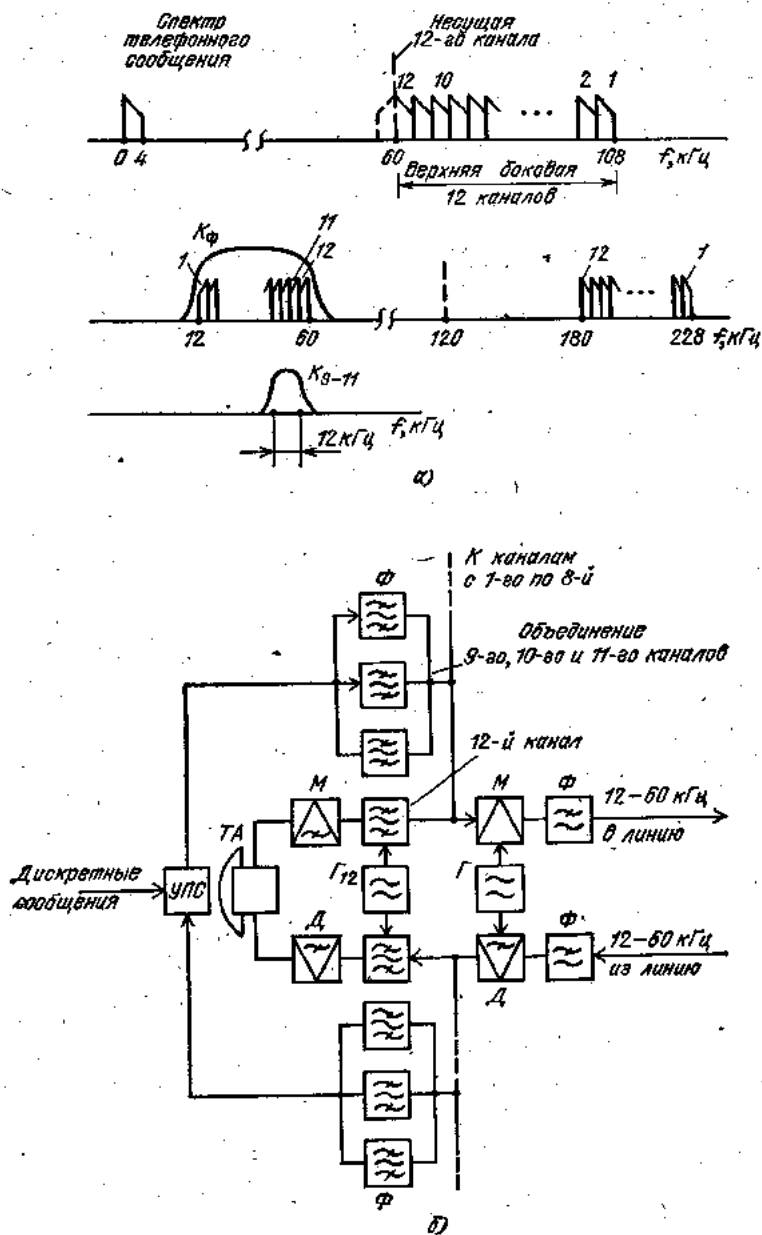 Спектр
телефонного
сообщения
Несущая
12-го канала
12 10 2 1
0 4 60 108 f, кГц
Верхняя боковая
12 каналов
Kф
1 11
12
12
1
12 60 120 180 228 f, кГц
K9-11
f, кГц
12 кГц
а)
К каналам
с 1-го по 8-й
Ф
Объединение
9-го, 10-го и 11-го каналов
12-й канал
М М Ф
12-60 кГц
в линию
ТА
Дискретные
сообщения
УПС
Г12 Г
Д Ф
12-60 кГц
из линию
Д
Ф
б)